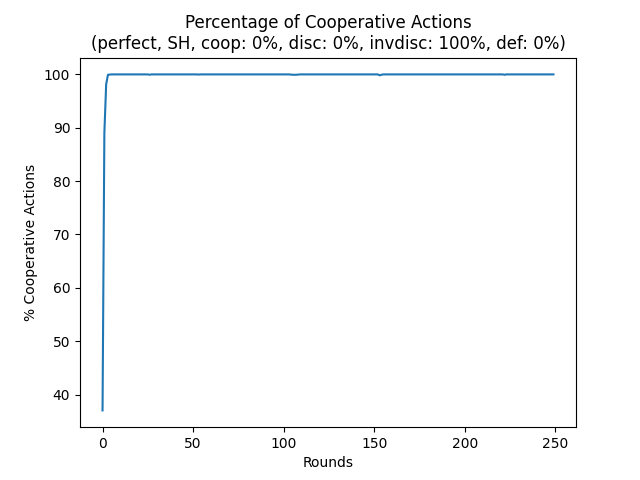 Percentage of Cooperative Actions
(perfect, SH, coop: 0%, disc: 0%, invdisc: 100%, def: 0%)
100
90
80
70
60
50
40
% Cooperative Actions
0 50 100 150 200 250
Rounds